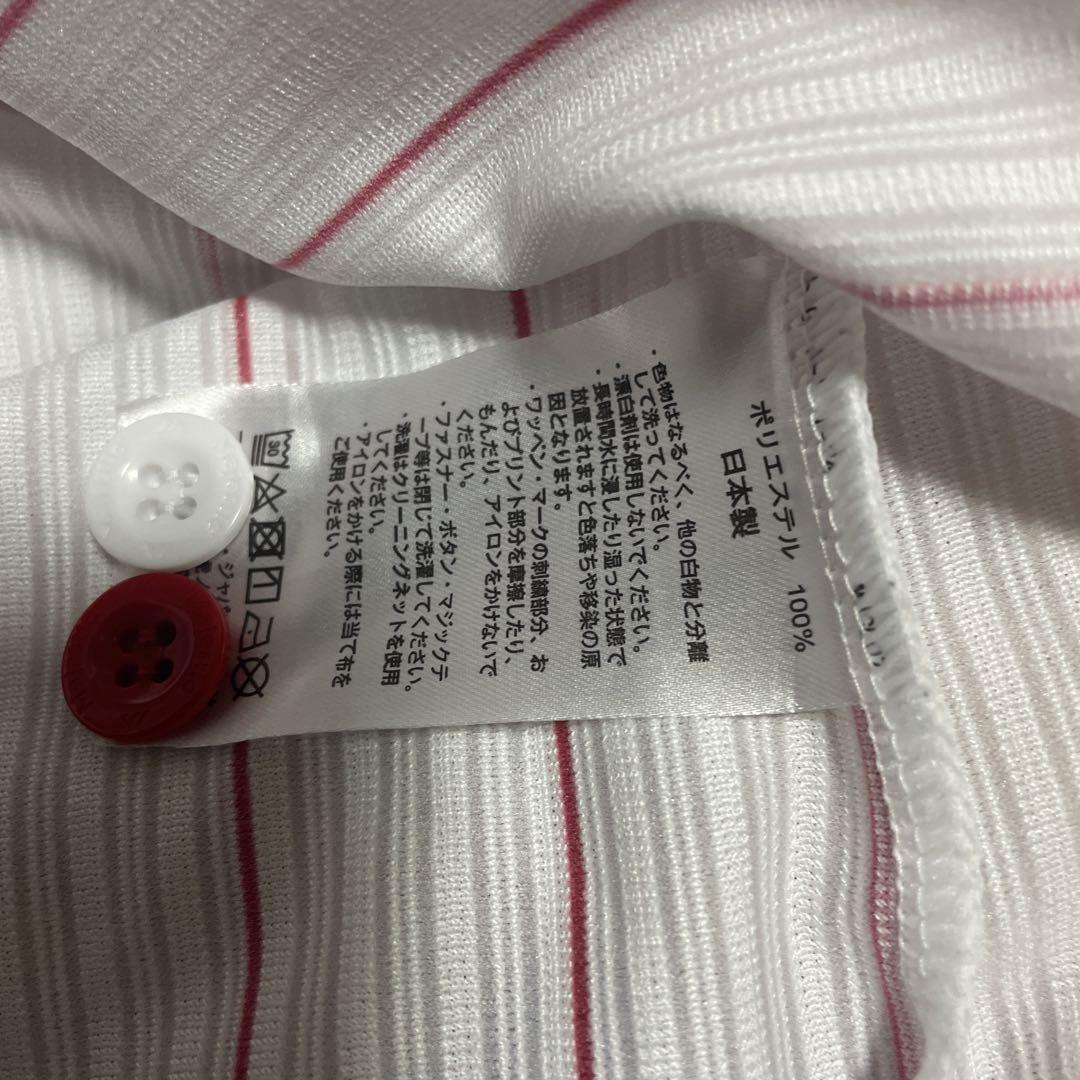 ポリエステル 100%
日本製
・色物はなるべく、他の白物と分離
して洗ってください。
・漂白剤は使用しないでください。
・長時間水に浸したり湿った状態で
放置されますと色落ちや移染の原
因となります。
・ワッペン・マークの刺繍部分、お
よびプリント部分を摩擦したり、
もんだり、アイロンをかけないで
ください。
・ファスナー・ボタン・マジックテ
ープ等は閉じて洗濯してください。
・洗濯はクリーニングネットを使用
してください。
・アイロンをかける際には当て布を
ご使用ください。
30
・ジャパ